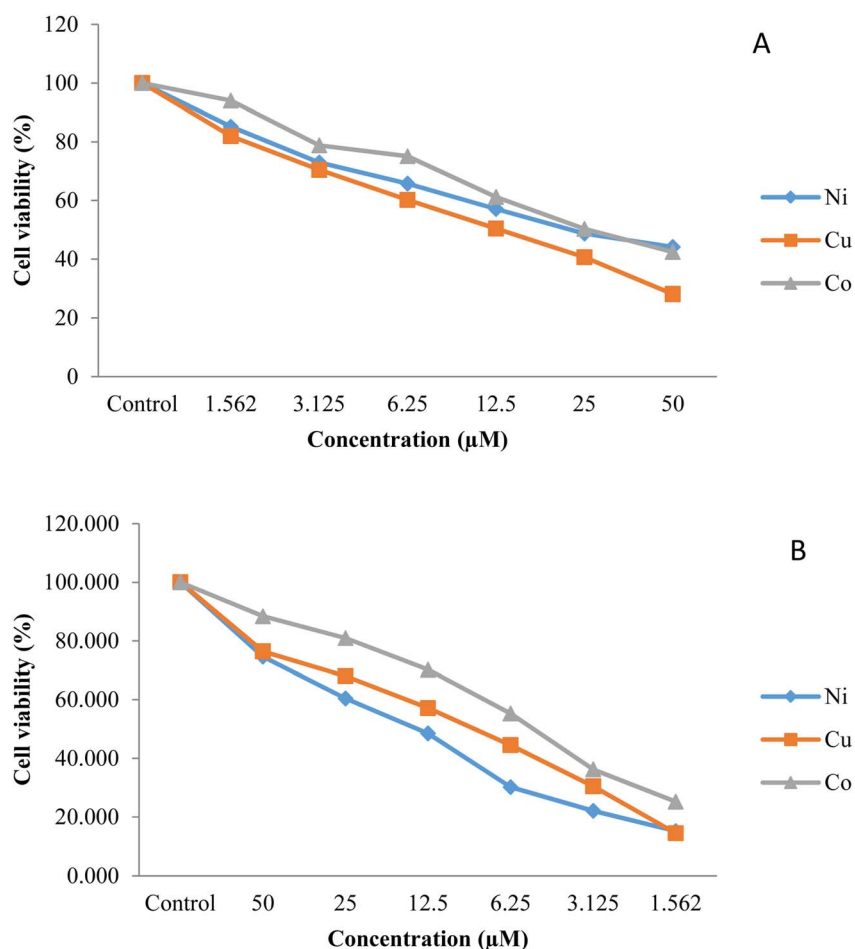 A
120
100
80
60
40
20
0
Cell viability (%)
Control 1.562 3.125 6.25 12.5 25 50
Concentration (µM)
Ni
Cu
Co
B
120.000
100.000
80.000
60.000
40.000
20.000
0.000
Cell viability (%)
Control 50 25 12.5 6.25 3.125 1.562
Concentration (µM)
Ni
Cu
Co